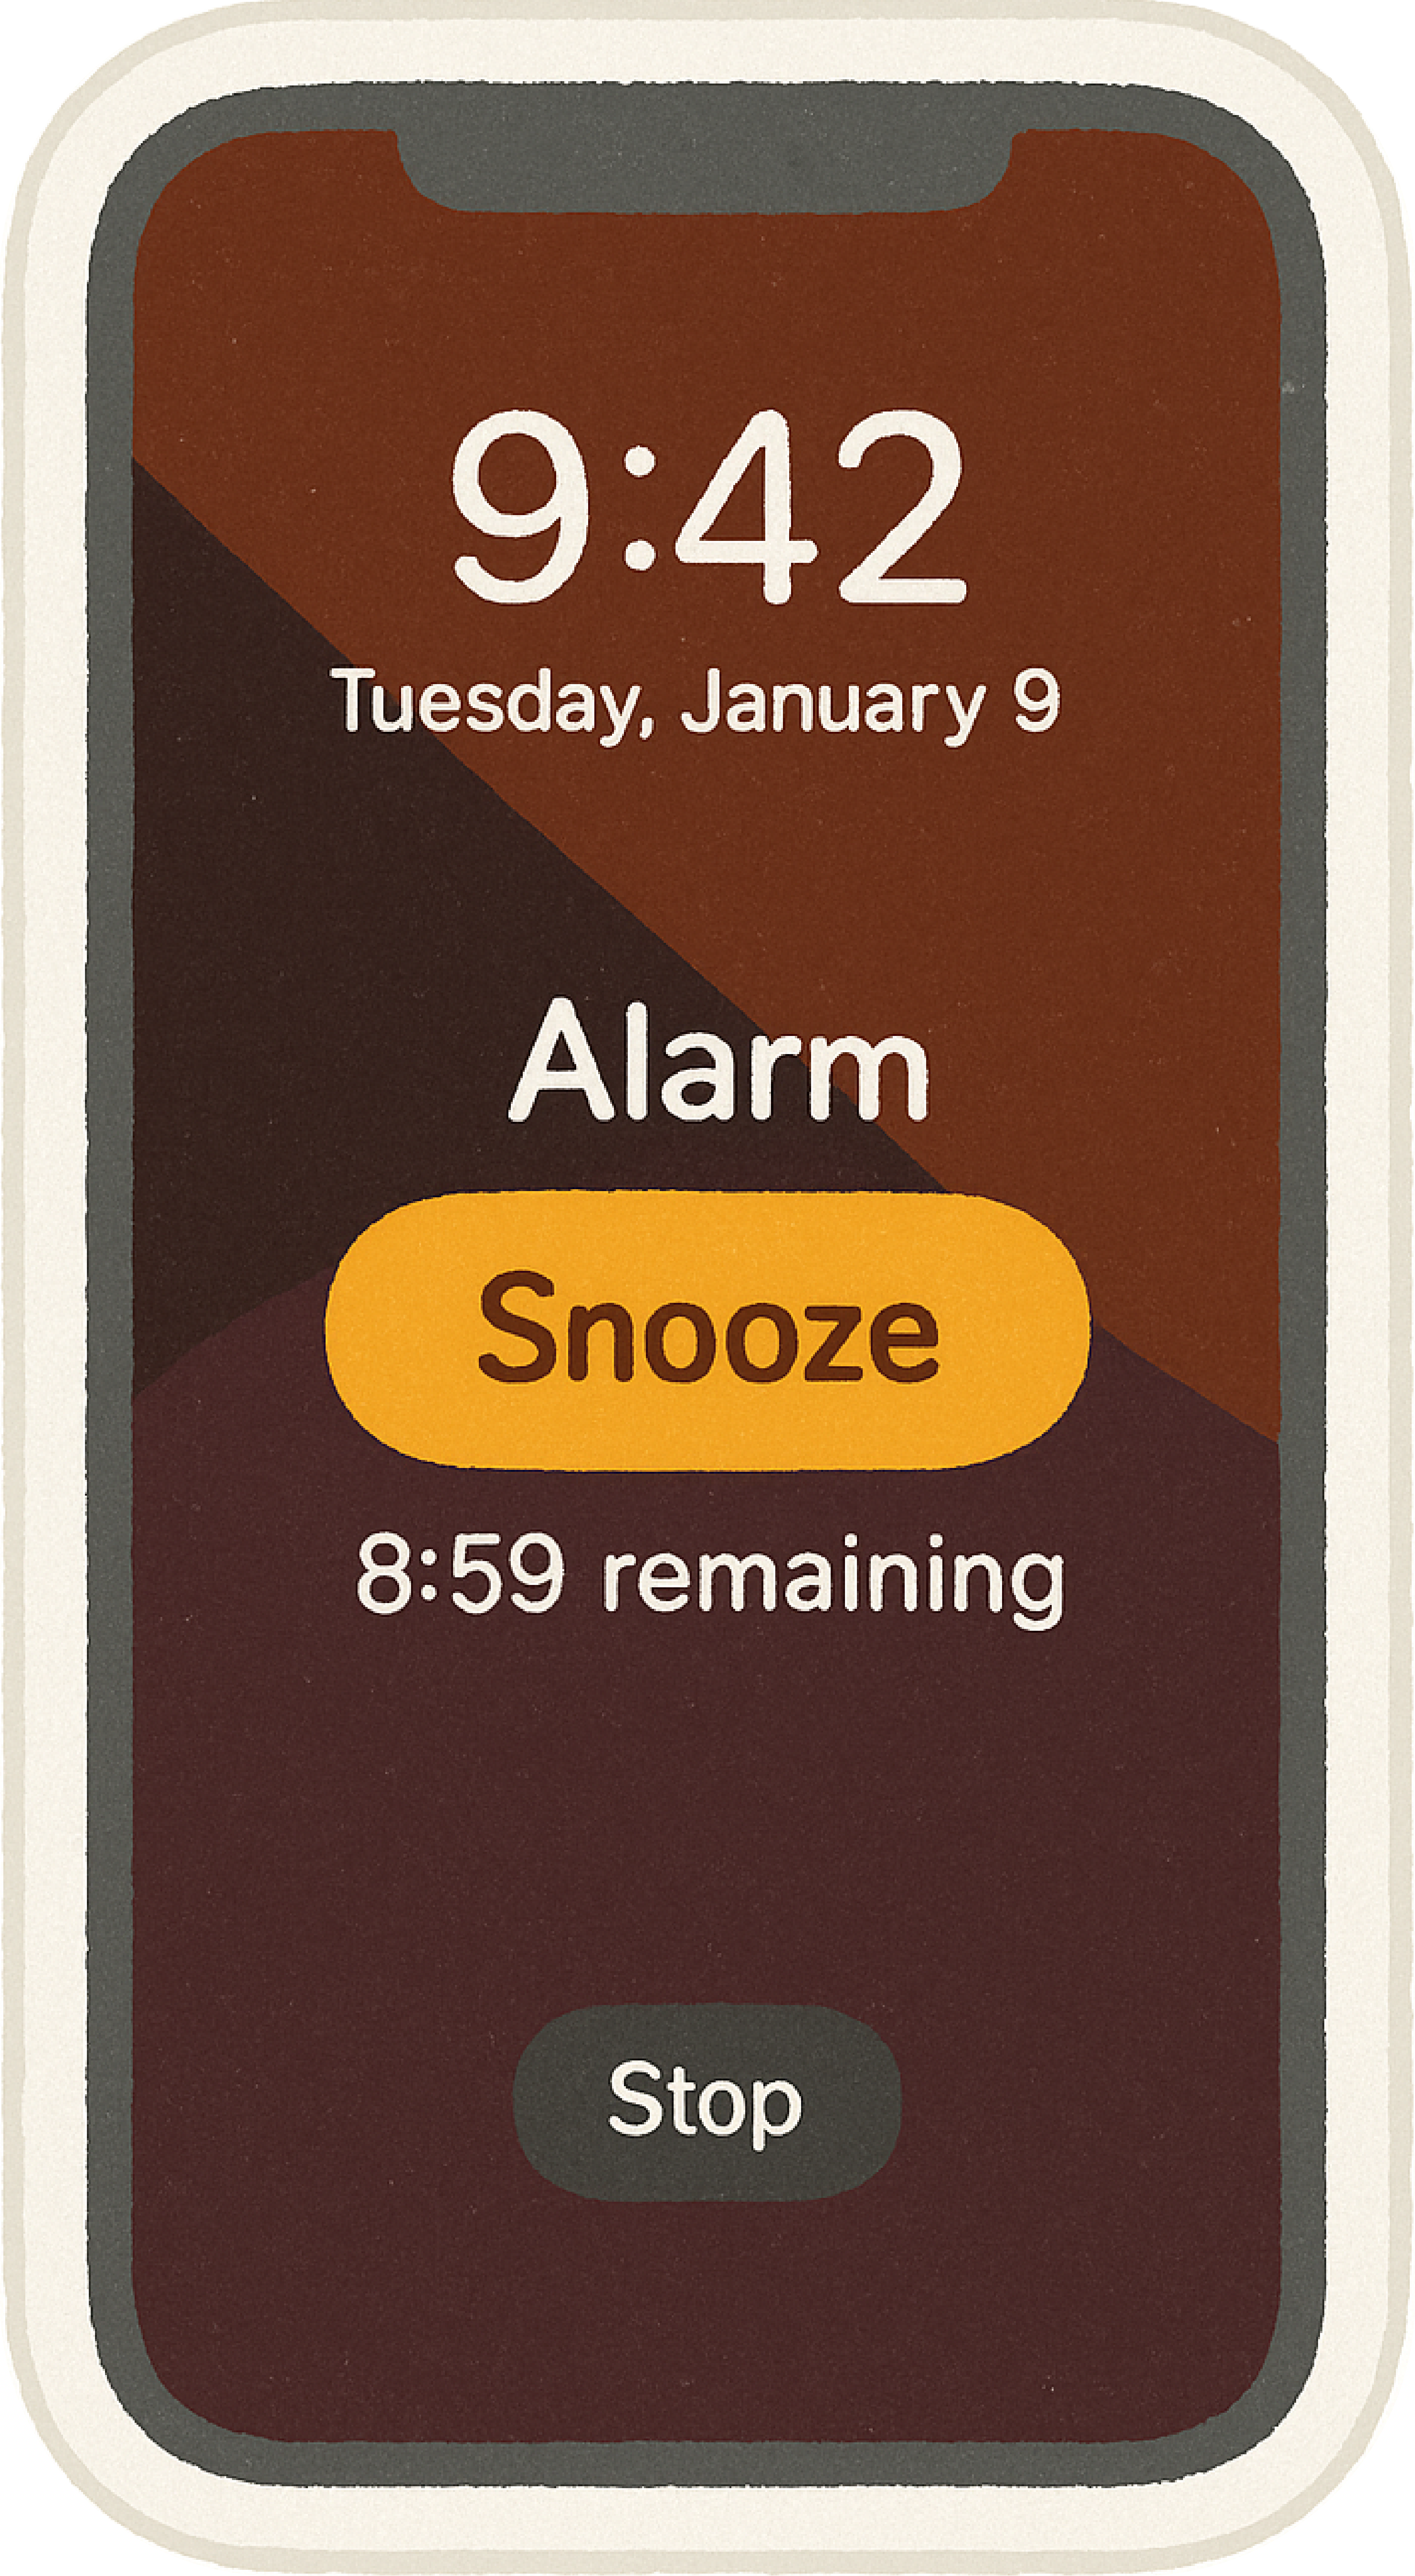 9:42
Tuesday, January 9
Alarm
Snooze
8:59 remaining
Stop